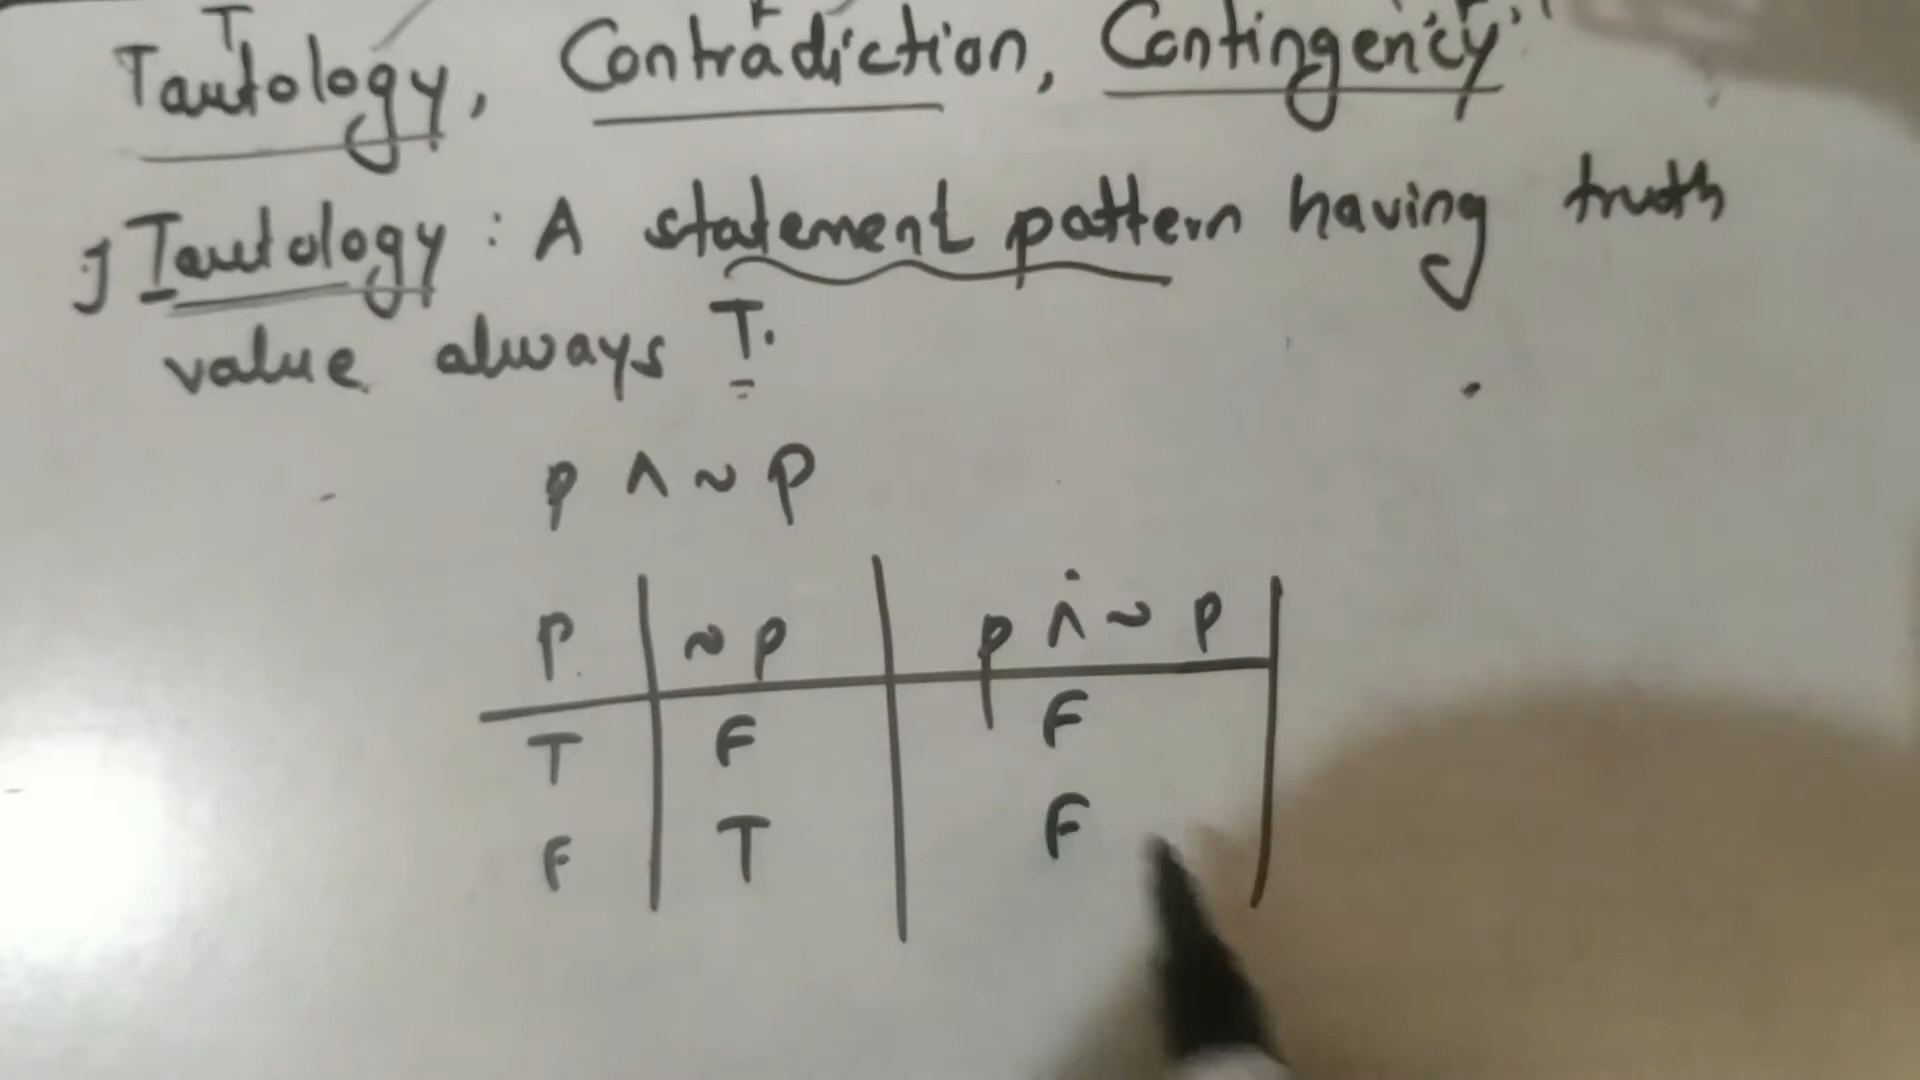 T F
Tautology, Contradiction, Contingency
Tautology : A statement pattern having truth
value always T.
p ∧ ~ p
P ~ p p ∧ ~ p
T F F
F T F